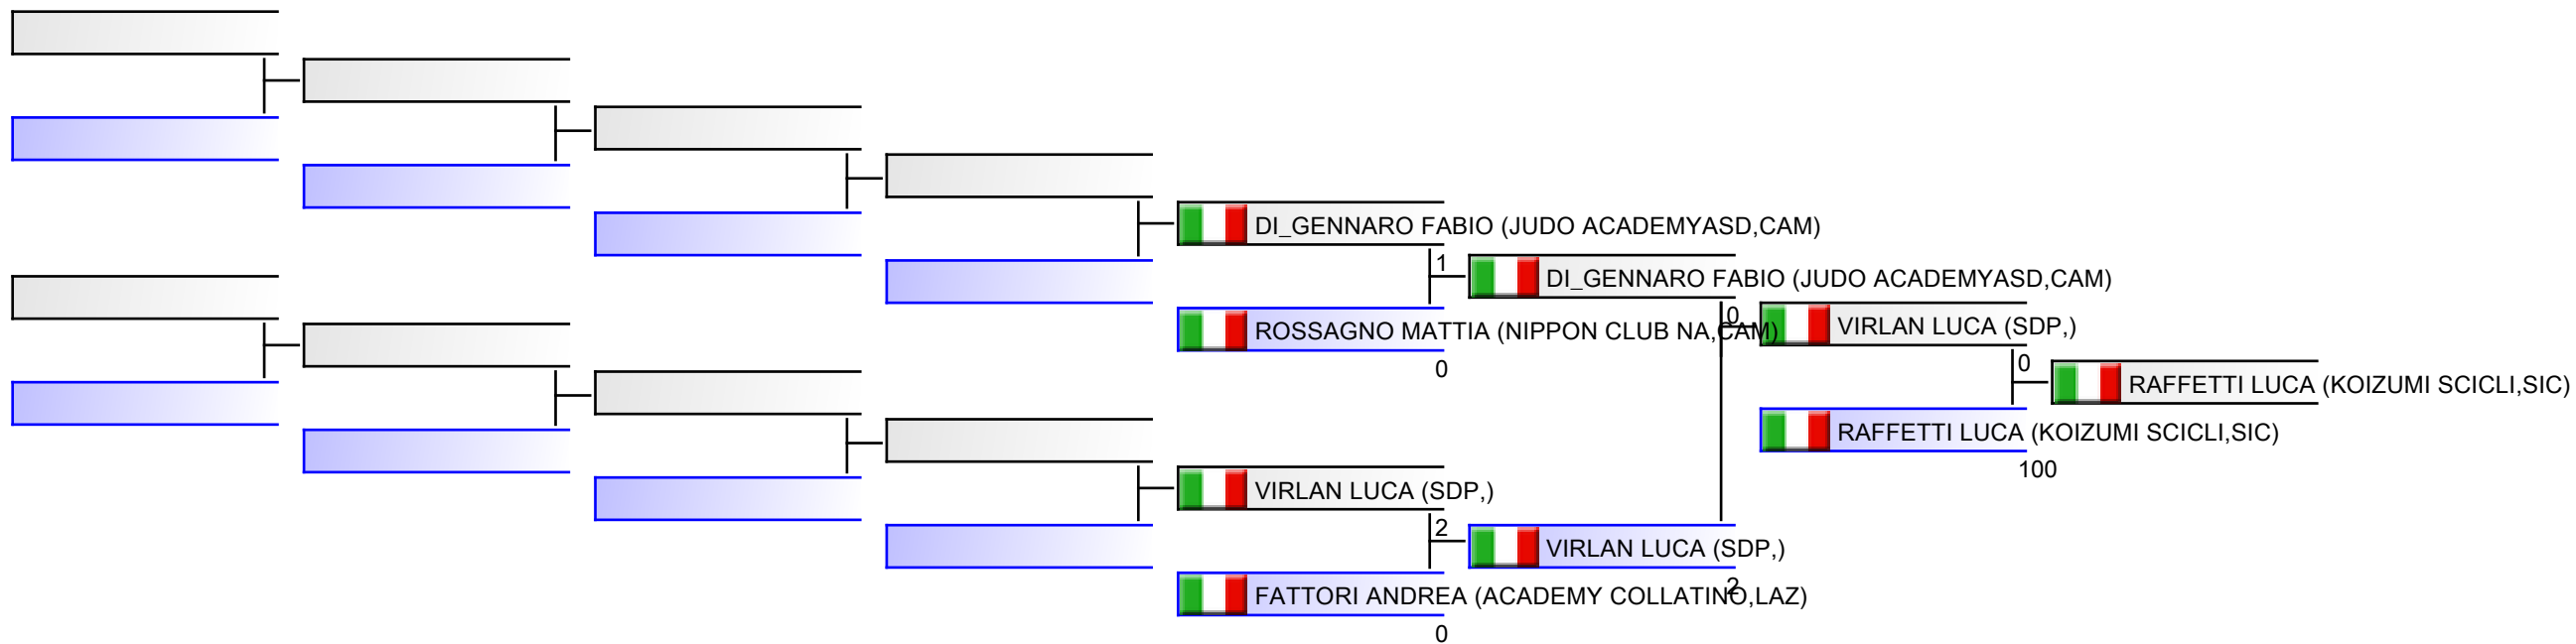 DI_GENNARO FABIO (JUDO ACADEMYASD,CAM)
1
DI_GENNARO FABIO (JUDO ACADEMYASD,CAM)
ROSSAGNO MATTIA (NIPPON CLUB NA,CAM)
0
0
VIRLAN LUCA (SDP,)
0
RAFFETTI LUCA (KOIZUMI SCICLI,SIC)
RAFFETTI LUCA (KOIZUMI SCICLI,SIC)
100
VIRLAN LUCA (SDP,)
2
VIRLAN LUCA (SDP,)
2
FATTORI ANDREA (ACADEMY COLLATINO,LAZ)
0